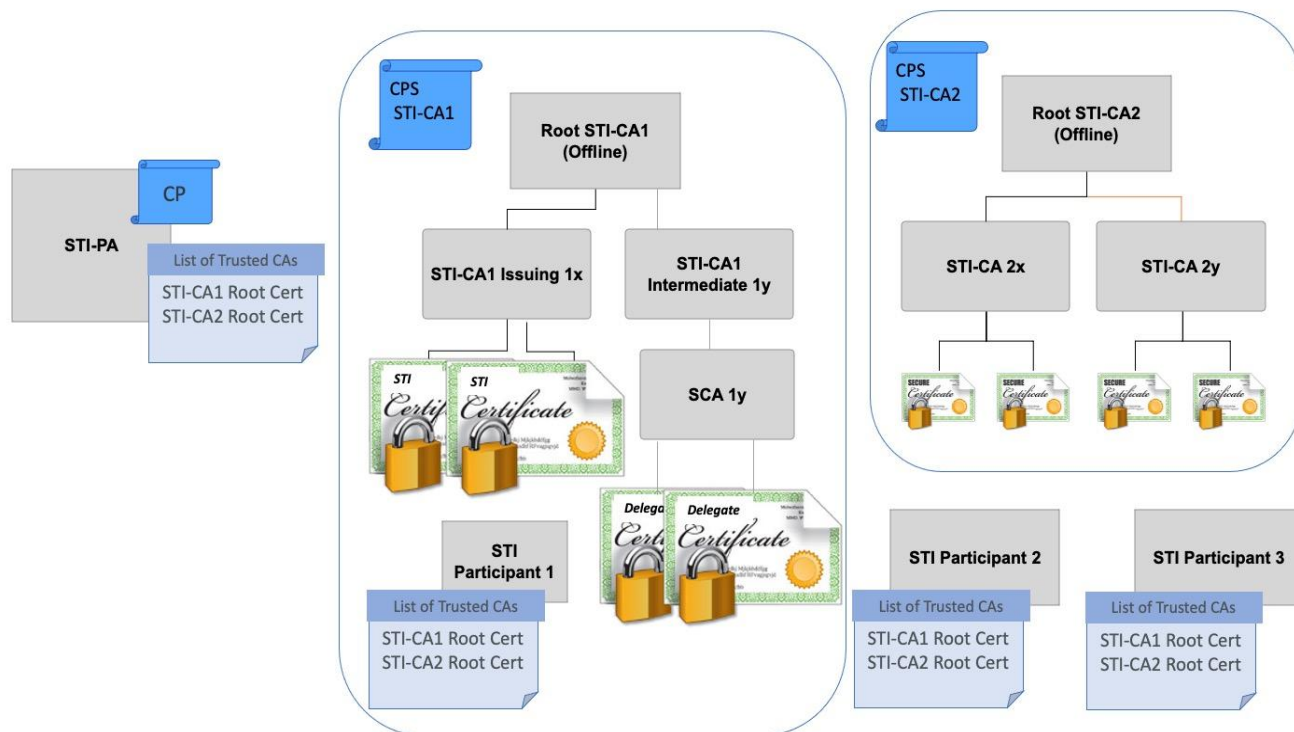 CPS
STI-CA1
Root STI-CA1
(Offline)
CPS
STI-CA2
Root STI-CA2
(Offline)
CP
STI-PA
List of Trusted CAs
STI-CA1 Root Cert
STI-CA2 Root Cert
STI-CA1 Issuing 1x
STI-CA1
Intermediate 1y
STI-CA 2x
STI-CA 2y
STI
STI
Certificate
SCA 1y
SECURE
Certificate
SECURE
Certificate
SECURE
Certificate
SECURE
Certificate
Delegate
Certificate
STI
Participant 1
List of Trusted CAs
STI-CA1 Root Cert
STI-CA2 Root Cert
STI Participant 2
List of Trusted CAs
STI-CA1 Root Cert
STI-CA2 Root Cert
STI Participant 3
List of Trusted CAs
STI-CA1 Root Cert
STI-CA2 Root Cert